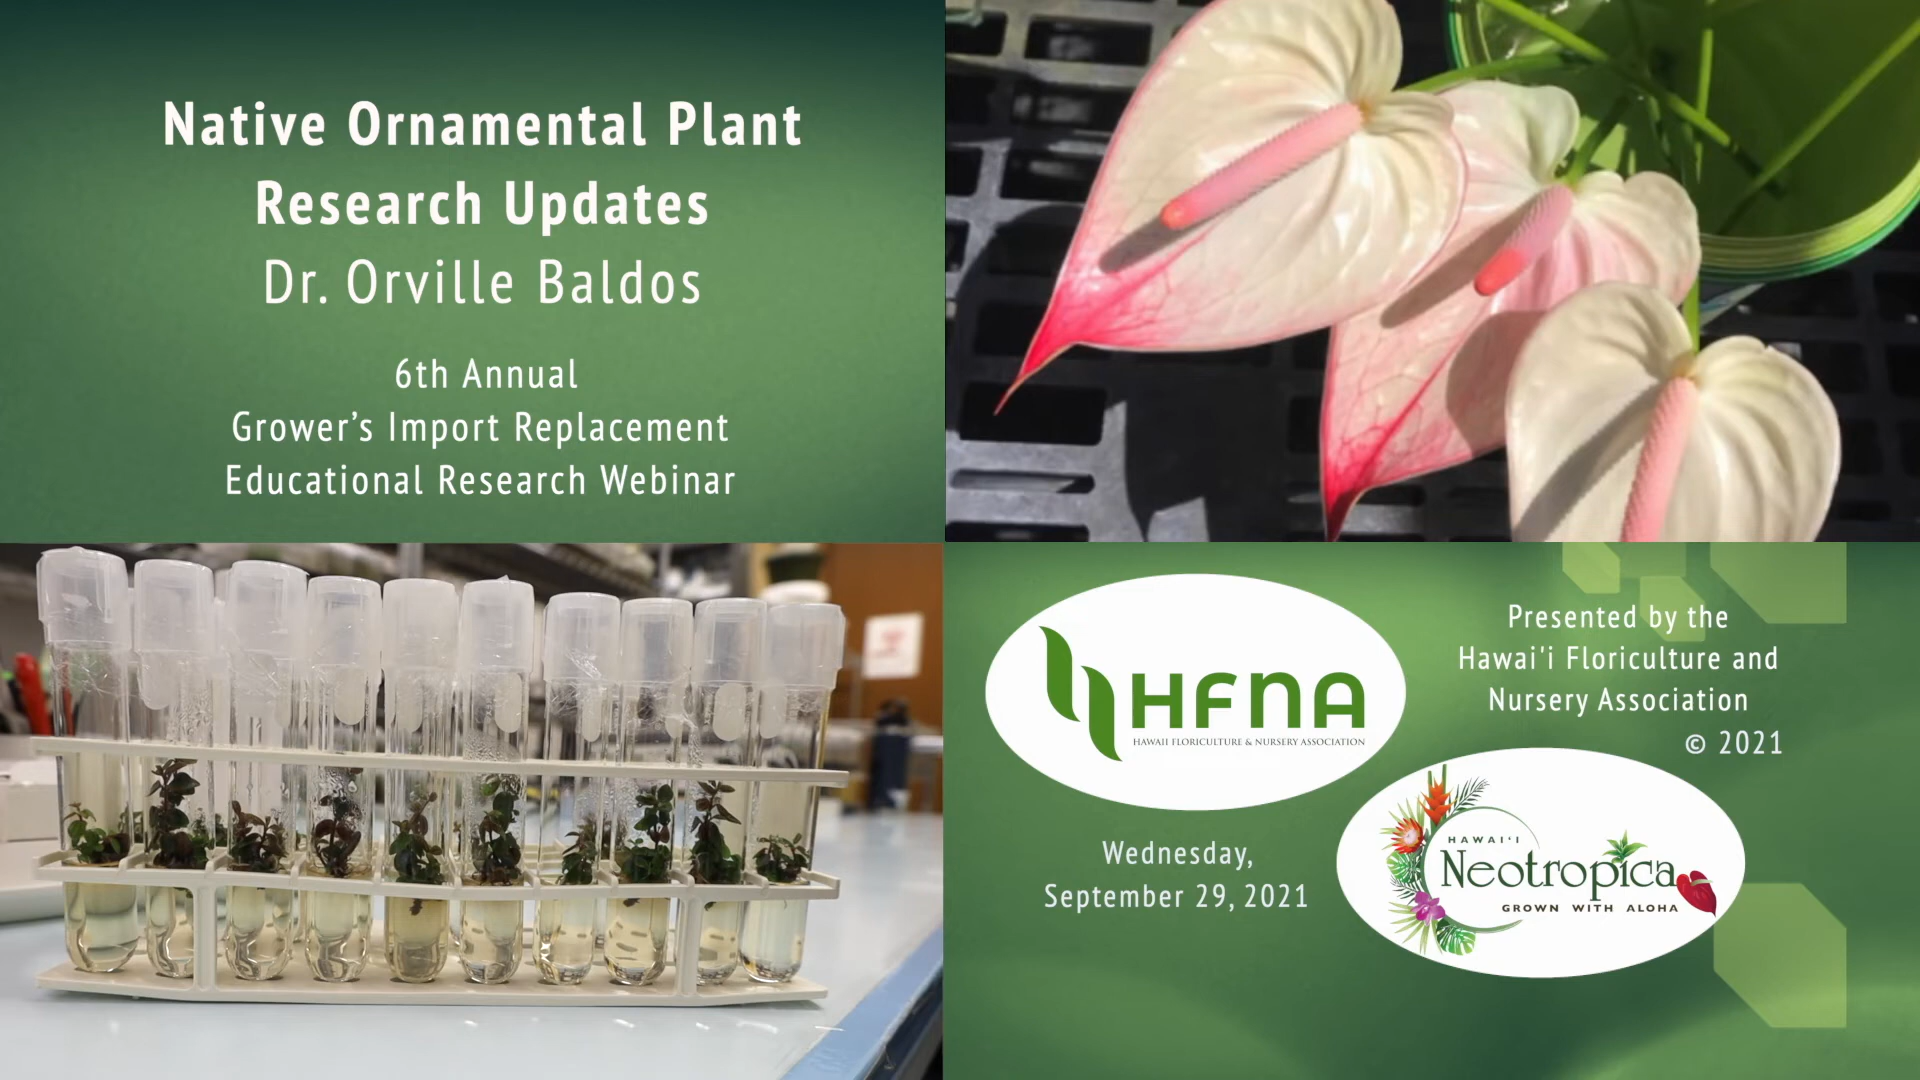 Native Ornamental Plant
Research Updates
Dr. Orville Baldos
6th Annual
Grower’s Import Replacement
Educational Research Webinar
HFNA
HAWAII FLORICULTURE & NURSERY ASSOCIATION
Presented by the
Hawai'i Floriculture and
Nursery Association
© 2021
Wednesday,
September 29, 2021
HAWAI‘I
Neotropica
GROWN WITH ALOHA